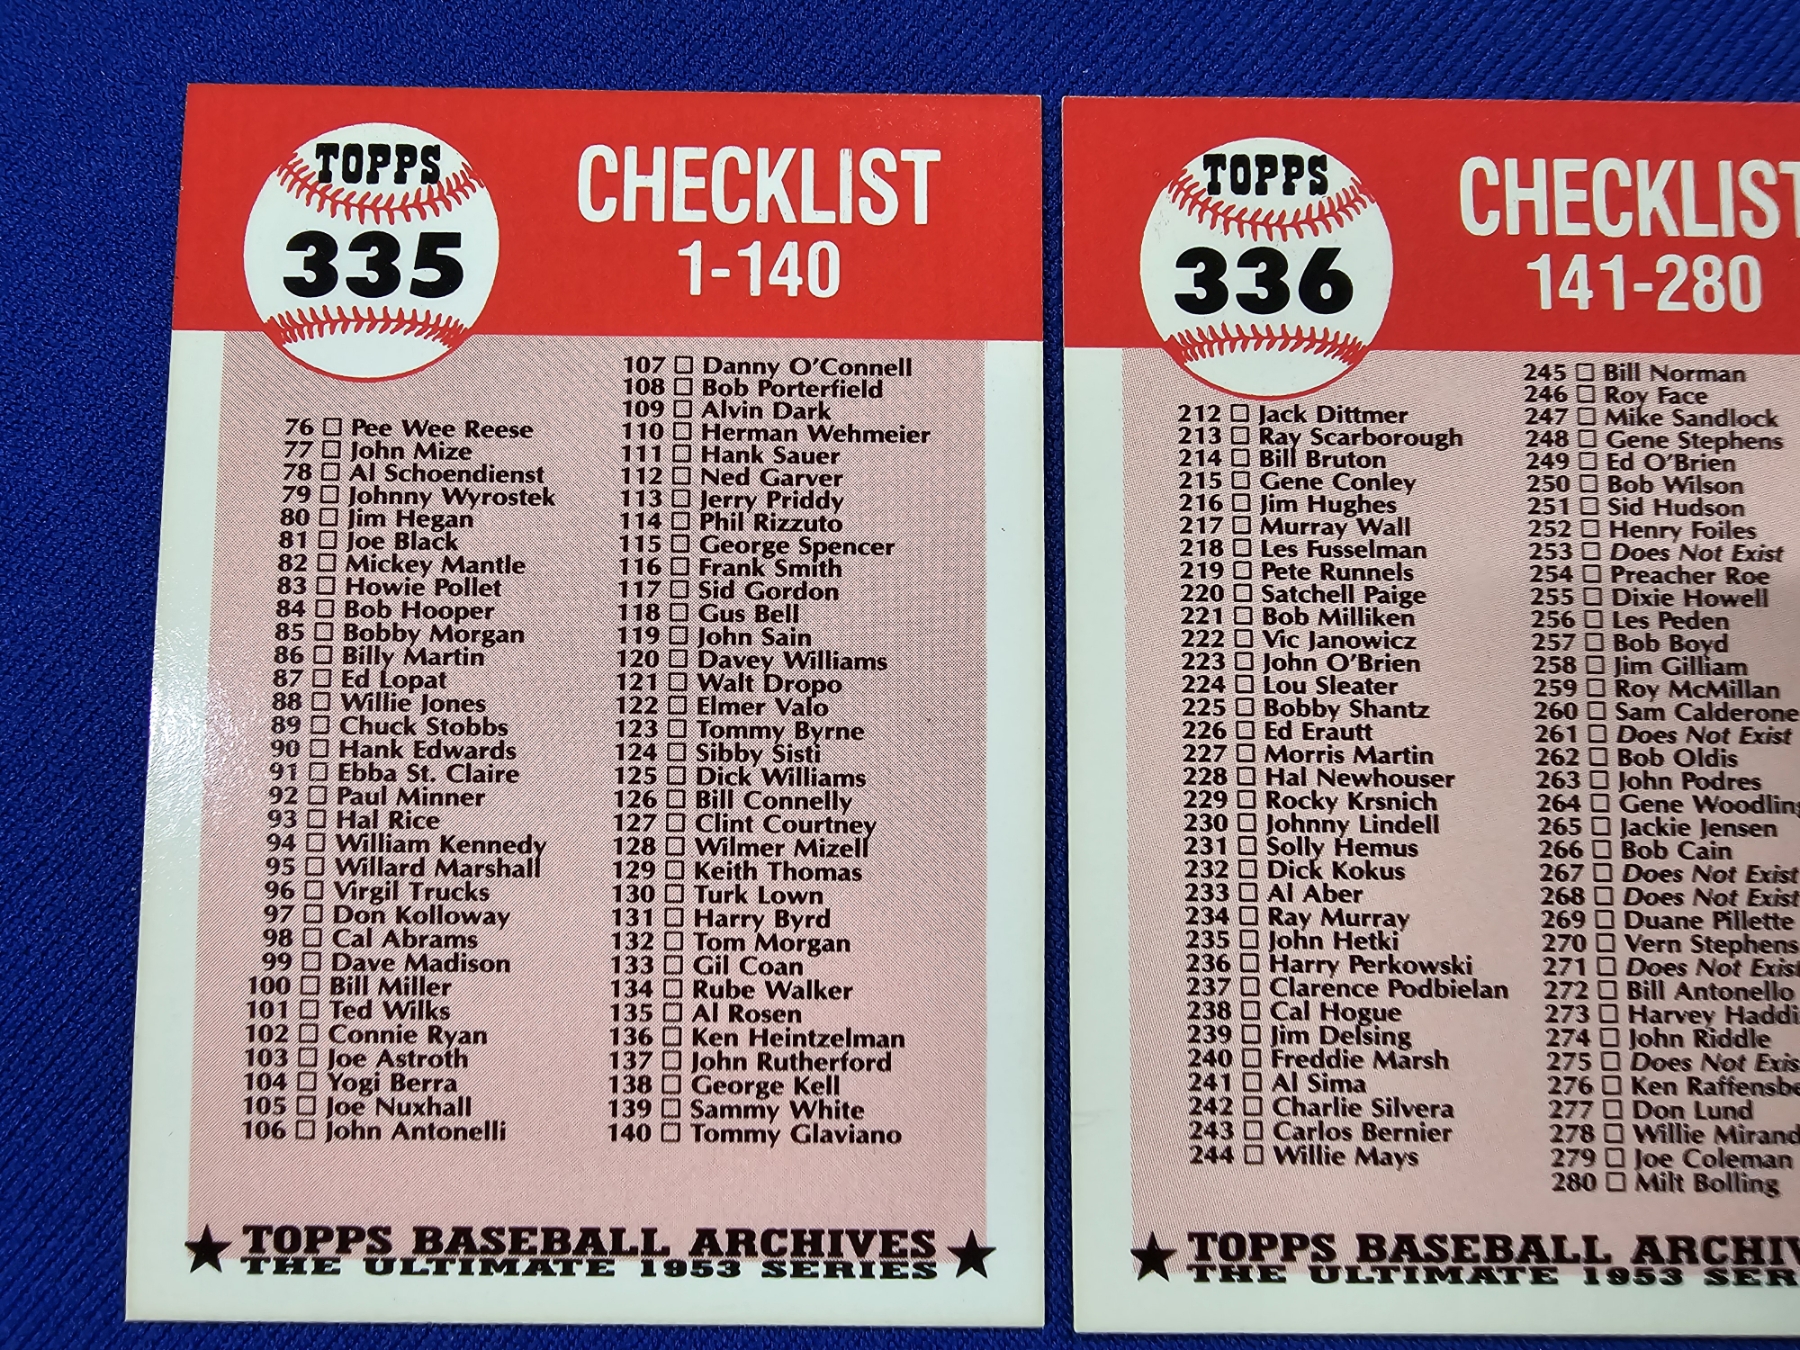 TOPPS
335
CHECKLIST
1-140
76 Pee Wee Reese
77 John Mize
78 Al Schoendienst
79 Johnny Wyrostek
80 Jim Hegan
81 Joe Black
82 Mickey Mantle
83 Howie Pollet
84 Bob Hooper
85 Bobby Morgan
86 Billy Martin
87 Ed Lopat
88 Willie Jones
89 Chuck Stobbs
90 Hank Edwards
91 Ebba St. Claire
92 Paul Minner
93 Hal Rice
94 William Kennedy
95 Willard Marshall
96 Virgil Trucks
97 Don Kolloway
98 Cal Abrams
99 Dave Madison
100 Bill Miller
101 Ted Wilks
102 Connie Ryan
103 Joe Astroth
104 Yogi Berra
105 Joe Nuxhall
106 John Antonelli
107 Danny O'Connell
108 Bob Porterfield
109 Alvin Dark
110 Herman Wehmeier
111 Hank Sauer
112 Ned Garver
113 Jerry Priddy
114 Phil Rizzuto
115 George Spencer
116 Frank Smith
117 Sid Gordon
118 Gus Bell
119 John Sain
120 Davey Williams
121 Walt Dropo
122 Elmer Valo
123 Tommy Byrne
124 Sibby Sisti
125 Dick Williams
126 Bill Connelly
127 Clint Courtney
128 Wilmer Mizell
129 Keith Thomas
130 Turk Lown
131 Harry Byrd
132 Tom Morgan
133 Gil Coan
134 Rube Walker
135 Al Rosen
136 Ken Heintzelman
137 John Rutherford
138 George Kell
139 Sammy White
140 Tommy Glaviano
TOPPS BASEBALL ARCHIVES
THE ULTIMATE 1953 SERIES
TOPPS
336
CHECKLIST
141-280
212 Jack Dittmer
213 Ray Scarborough
214 Bill Bruton
215 Gene Conley
216 Jim Hughes
217 Murray Wall
218 Les Fusselman
219 Pete Runnels
220 Satchell Paige
221 Bob Milliken
222 Vic Janowicz
223 John O'Brien
224 Lou Sleater
225 Bobby Shantz
226 Ed Erautt
227 Morris Martin
228 Hal Newhouser
229 Rocky Krsnich
230 Johnny Lindell
231 Solly Hemus
232 Dick Kokus
233 Al Aber
234 Ray Murray
235 John Hetki
236 Harry Perkowski
237 Clarence Podbielan
238 Cal Hogue
239 Jim Delsing
240 Freddie Marsh
241 Al Sima
242 Charlie Silvera
243 Carlos Bernier
244 Willie Mays
245 Bill Norman
246 Roy Face
247 Mike Sandlock
248 Gene Stephens
249 Ed O'Brien
250 Bob Wilson
251 Sid Hudson
252 Henry Foiles
253 Does Not Exist
254 Preacher Roe
255 Dixie Howell
256 Les Peden
257 Bob Boyd
258 Jim Gilliam
259 Roy McMillan
260 Sam Calderone
261 Does Not Exist
262 Bob Oldis
263 John Podres
264 Gene Woodling
265 Jackie Jensen
266 Bob Cain
267 Does Not Exist
268 Does Not Exist
269 Duane Pillette
270 Vern Stephens
271 Does Not Exist
272 Bill Antonello
273 Harvey Haddi
274 John Riddle
275 Does Not Exis
276 Ken Raffensbe
277 Don Lund
278 Willie Mirand
279 Joe Coleman
280 Milt Bolling
TOPPS BASEBALL ARCHIV
THE ULTIMATE 1953 SER